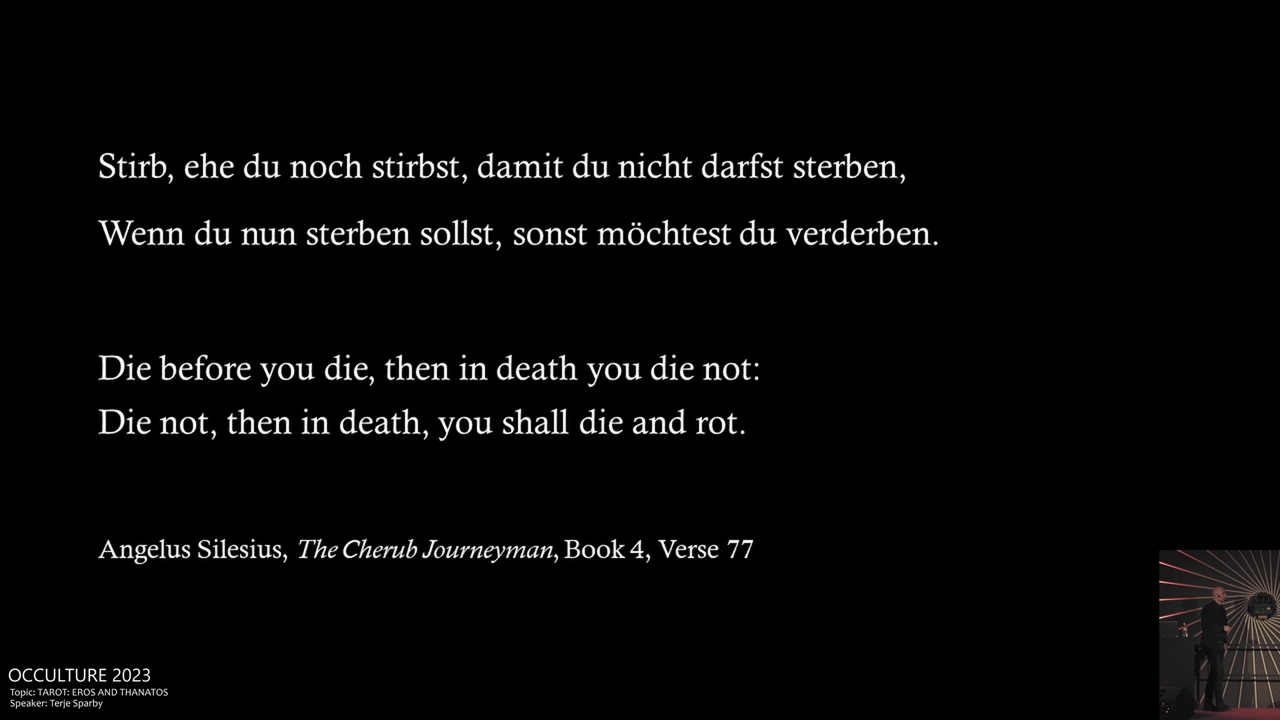 Stirb, ehe du noch stirbst, damit du nicht darfst sterben,
Wenn du nun sterben sollst, sonst möchtest du verderben.
Die before you die, then in death you die not:
Die not, then in death, you shall die and rot.
Angelus Silesius, The Cherub Journeyman, Book 4, Verse 77
OCCULTURE 2023
Topic: TAROT: EROS AND THANATOS
Speaker: Terje Sparby